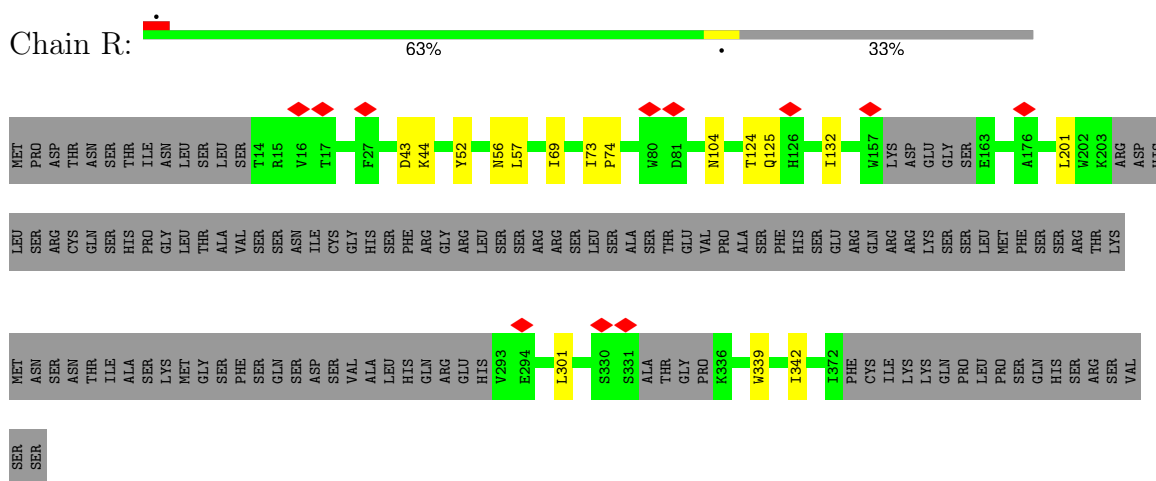 Chain R:
63% • 33%
MET PRO ASP THR ASN SER THR ILE ASN LEU SER LEU SER T14 R15 V16 T17 F27 D43 K44 Y52 N56 L57 I69 I73 P74 W80 D81 N104 T124 Q125 H126 I132 W157 LYS ASP GLU GLY SER E163 A176 L201 W202 K203 ARG ASP HIS
LEU SER ARG CYS GLN SER HIS PRO GLY LEU THR ALA VAL SER SER ASN ILE CYS GLY HIS SER PHE ARG GLY ARG LEU SER SER ARG ARG SER LEU SER ALA SER THR GLU VAL PRO ALA SER PHE HIS SER GLU ARG GLN ARG ARG LYS SER SER LEU MET PHE SER SER ARG THR LYS
MET ASN SER ASN THR ILE ALA SER LYS MET GLY SER PHE SER GLN SER ASP SER VAL ALA LEU HIS GLN ARG GLU HIS V293 E294 L301 S330 S331 ALA THR GLY PRO K336 W339 I342 I372 PHE CYS ILE LYS LYS GLN PRO LEU PRO SER GLN HIS SER ARG SER VAL
SER SER